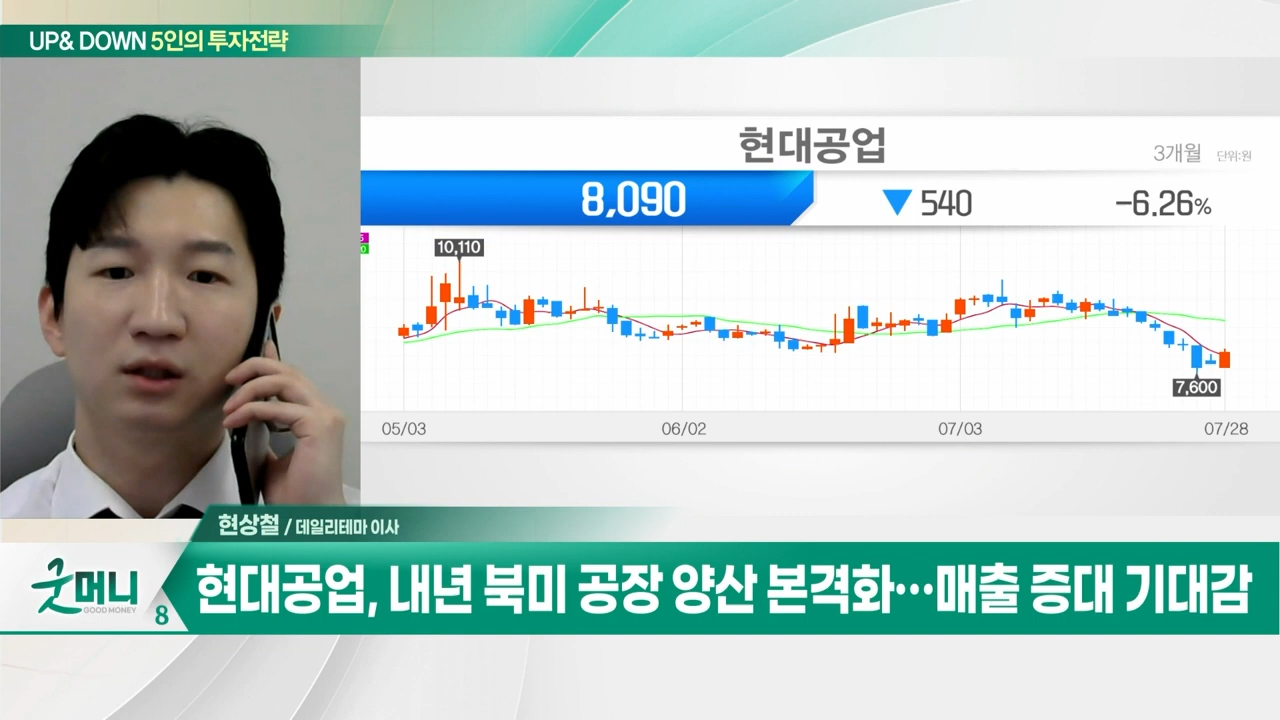 UP& DOWN 5인의 투자전략
현대공업
3개월 단위:원
8,090 ▼ 540 -6.26%
10,110
7,600
05/03 06/02 07/03 07/28
현상철 / 데일리테마 이사
굿머니
GOOD MONEY
8
현대공업, 내년 북미 공장 양산 본격화…매출 증대 기대감